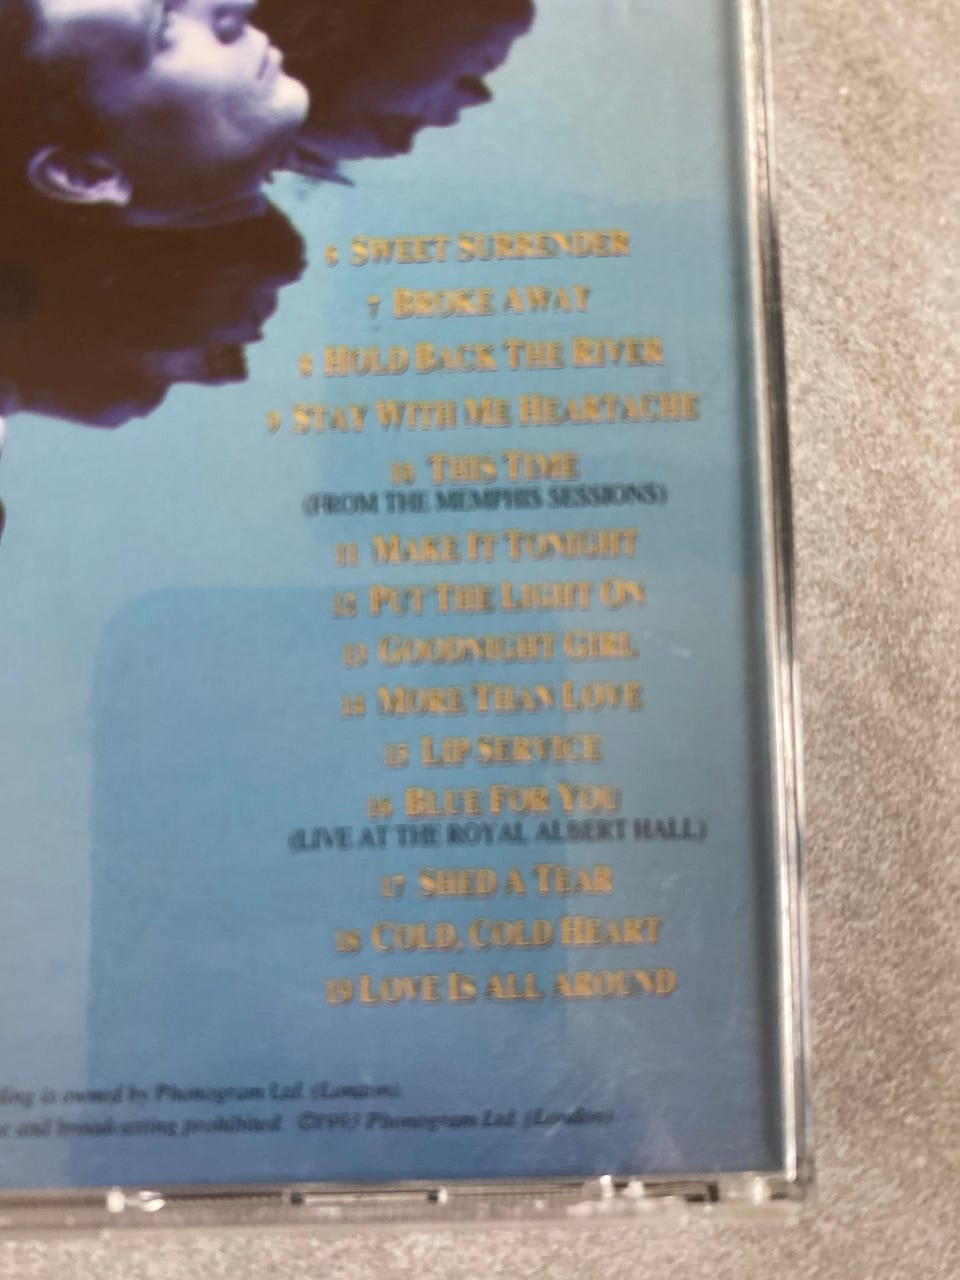 6 SWEET SURRENDER
7 BROKE AWAY
8 HOLD BACK THE RIVER
9 STAY WITH ME HEARTACHE
10 THIS TIME
(FROM THE MEMPHIS SESSIONS)
11 MAKE IT TONIGHT
12 PUT THE LIGHT ON
13 GOODNIGHT GIRL
14 MORE THAN LOVE
15 LIP SERVICE
16 BLUE FOR YOU
(LIVE AT THE ROYAL ALBERT HALL)
17 SHED A TEAR
18 COLD, COLD HEART
19 LOVE IS ALL AROUND
is owned by Phonogram Ltd. (London).
and broadcasting prohibited. ©1993 Phonogram Ltd. (London).